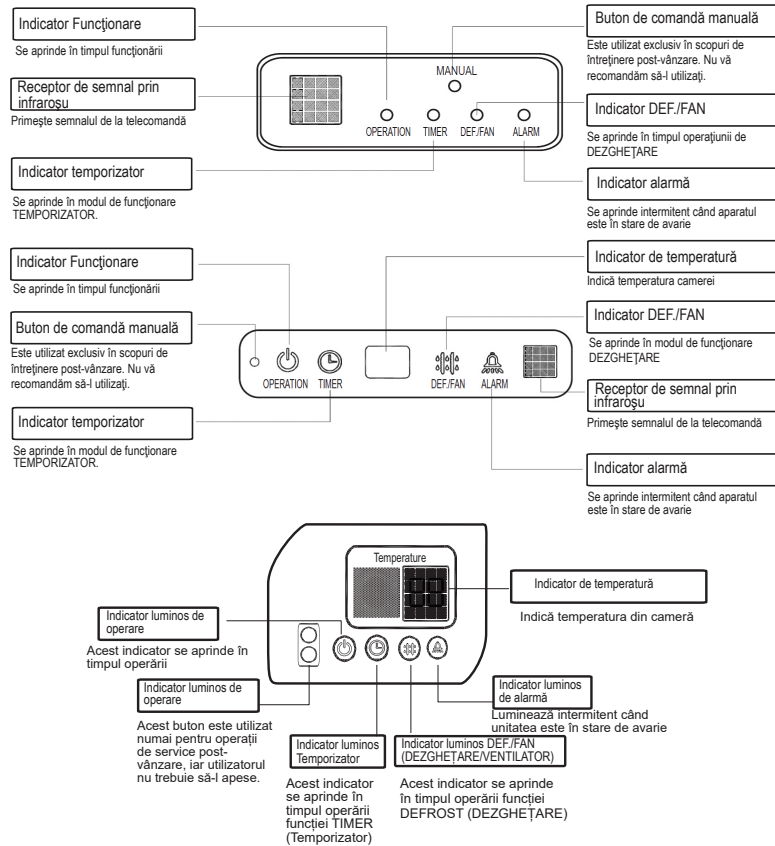 Indicator Funcţionare
Se aprinde în timpul funcţionării
Receptor de semnal prin
infraroşu
Primeşte semnalul de la telecomandă
Indicator temporizator
Se aprinde în modul de funcţionare
TEMPORIZATOR.
MANUAL
OPERATION TIMER DEF./FAN ALARM
Buton de comandă manuală
Este utilizat exclusiv în scopuri de
întreţinere post-vânzare. Nu vă
recomandăm să-l utilizaţi.
Indicator DEF./FAN
Se aprinde în timpul operaţiunii de
DEZGHEŢARE
Indicator alarmă
Se aprinde intermitent când aparatul
este în stare de avarie
Indicator Funcţionare
Se aprinde în timpul funcţionării
Buton de comandă manuală
Este utilizat exclusiv în scopuri de
întreţinere post-vânzare. Nu vă
recomandăm să-l utilizaţi.
Indicator temporizator
Se aprinde în modul de funcţionare
TEMPORIZATOR.
OPERATION TIMER DEF./FAN ALARM
Indicator de temperatură
Indică temperatura camerei
Indicator DEF./FAN
Se aprinde în modul de funcţionare
DEZGHEŢARE
Receptor de semnal prin
infraroşu
Primeşte semnalul de la telecomandă
Indicator alarmă
Se aprinde intermitent când aparatul
este în stare de avarie
Temperature
Indicator de temperatură
Indică temperatura din cameră
Indicator luminos de
operare
Acest indicator se aprinde în
timpul operării
Indicator luminos de
operare
Acest buton este utilizat
numai pentru operații
de service post-
vânzare, iar utilizatorul
nu trebuie să-l apese.
Indicator luminos
Temporizator
Acest indicator
se aprinde în
timpul operării
funcției TIMER
(Temporizator)
Indicator luminos DEF./FAN
(DEZGHEȚARE/VENTILATOR)
Acest indicator se aprinde
în timpul operării funcției
DEFROST (DEZGHEȚARE)
Indicator luminos
de alarmă
Luminează intermitent când
unitatea este în stare de avarie